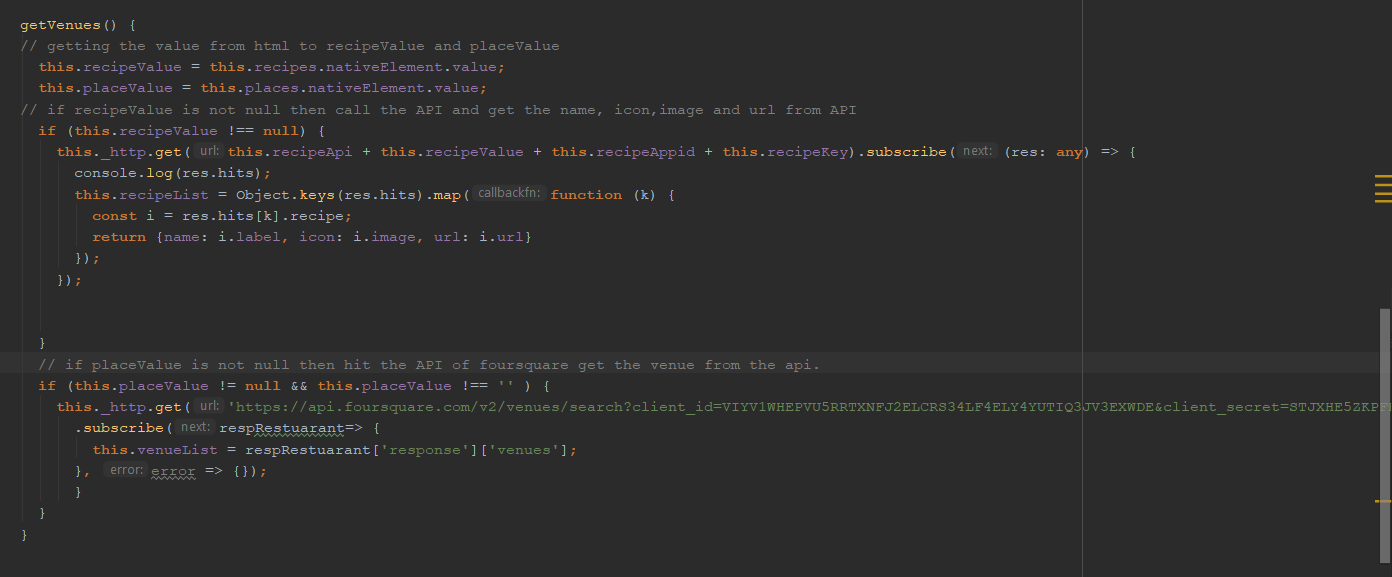 getVenues() {
// getting the value from html to recipeValue and placeValue
this.recipeValue = this.recipes.nativeElement.value;
this.placeValue = this.places.nativeElement.value;
// if recipeValue is not null then call the API and get the name, icon,image and url from API
if (this.recipeValue !== null) {
this._http.get( url: this.recipeApi + this.recipeValue + this.recipeAppid + this.recipeKey).subscribe( next: (res: any) => {
console.log(res.hits);
this.recipeList = Object.keys(res.hits).map( callbackfn: function (k) {
const i = res.hits[k].recipe;
return {name: i.label, icon: i.image, url: i.url}
});
});
}
// if placeValue is not null then hit the API of foursquare get the venue from the api.
if (this.placeValue != null && this.placeValue !== '' ) {
this._http.get( url: 'https://api.foursquare.com/v2/venues/search?client_id=VIYV1WHEPVU5RRTXNFJ2ELCRS34LF4ELY4YUTIQ3JV3EXWDE&client_secret=STJXHE5ZKPF
.subscribe( next: respRestuarant=> {
this.venueList = respRestuarant['response']['venues'];
}, error: error => {});
}
}
}